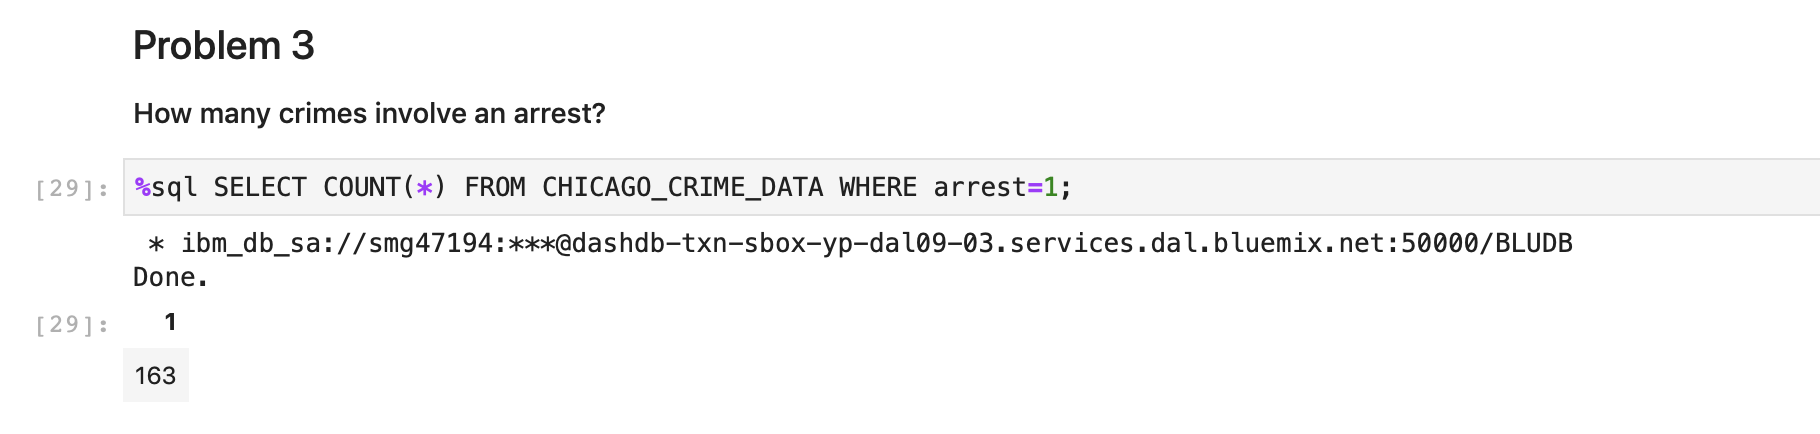 Problem 3
How many crimes involve an arrest?
[29]: %sql SELECT COUNT(*) FROM CHICAGO_CRIME_DATA WHERE arrest=1;
* ibm_db_sa://smg47194:***@dashdb-txn-sbox-yp-dal09-03.services.dal.bluemix.net:50000/BLUDB
Done.
[29]: 1
163